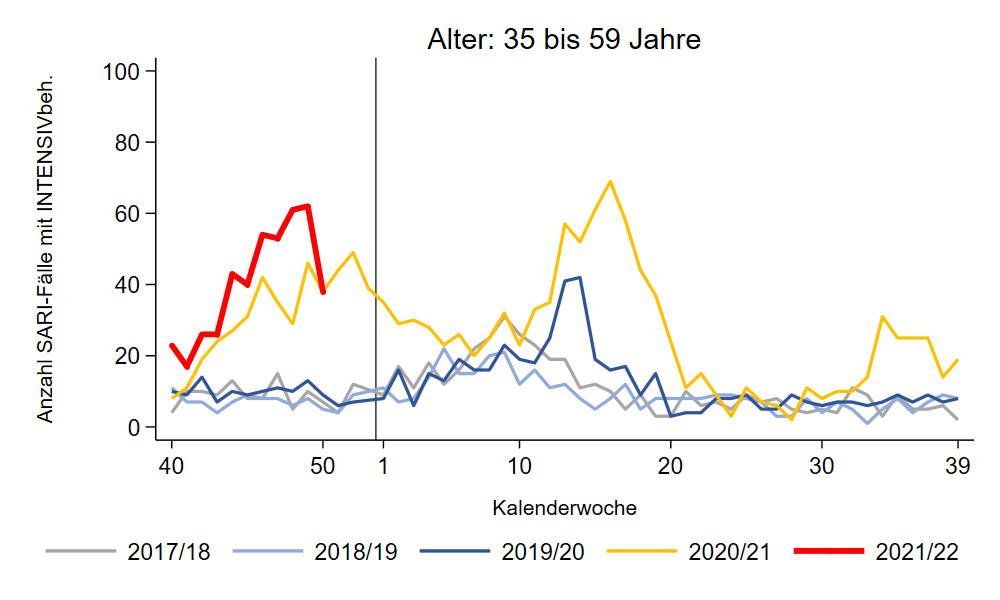 Alter: 35 bis 59 Jahre
Anzahl SARI-Fälle mit INTENSIVbeh.
100
80
60
40
20
0
40 50 1 10 20 30 39
Kalenderwoche
2017/18 2018/19 2019/20 2020/21 2021/22